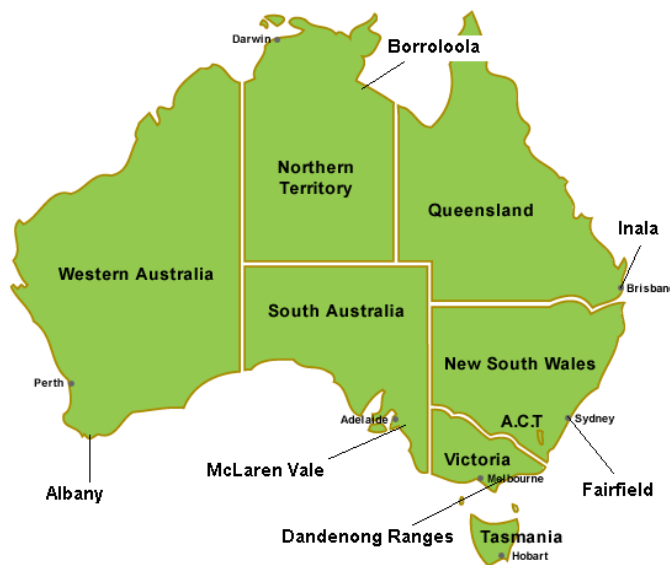 Darwin
Borroloola
Northern
Territory
Queensland
Inala
Western Australia
Brisbane
South Australia
New South Wales
Perth
Adelaide
A.C.T
Sydney
McLaren Vale
Victoria
Melbourne
Albany
Fairfield
Dandenong Ranges
Tasmania
Hobart